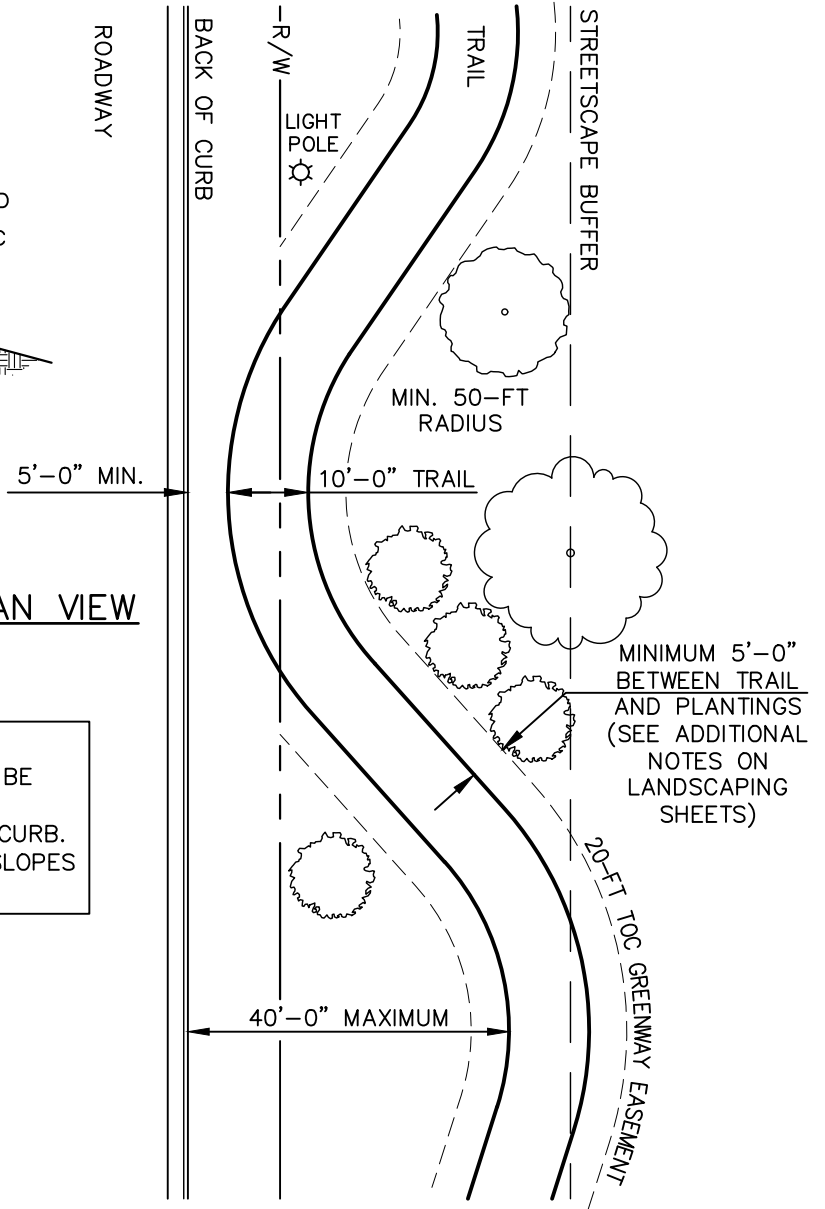 ROADWAY
BACK OF CURB
R/W
TRAIL
STREETSCAPE BUFFER
LIGHT
POLE
MIN. 50-FT
RADIUS
5'-0" MIN.
10'-0" TRAIL
VIEW
MINIMUM 5'-0"
BETWEEN TRAIL
AND PLANTINGS
(SEE ADDITIONAL
NOTES ON
LANDSCAPING
SHEETS)
BE
CURB.
SLOPES
20-FT TOC GREENWAY EASEMENT
40'-0" MAXIMUM